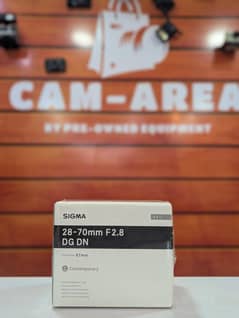 CAM-AREA
BY PRE-OWNED EQUIPMENT
SIGMA
28-70mm F2.8
DG DN
Contemporary